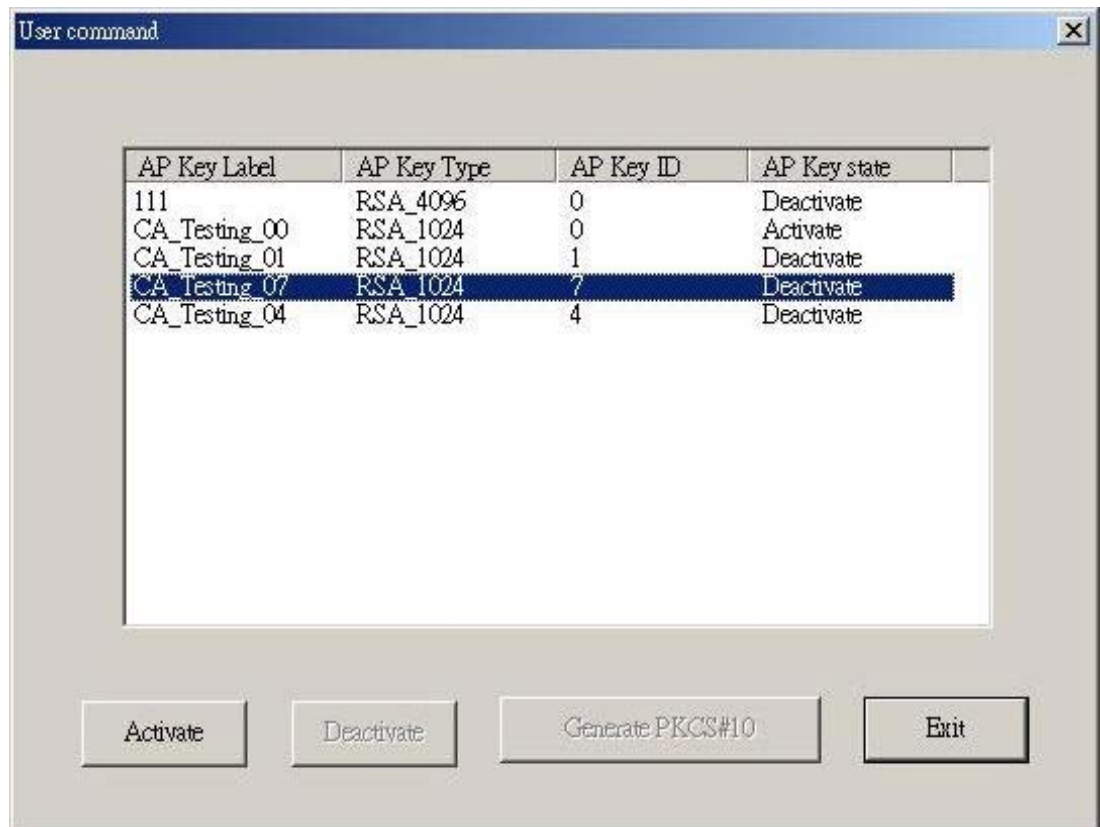 User command
AP Key Label AP Key Type AP Key ID AP Key state
111 RSA_4096 0 Deactivate
CA_Testing_00 RSA_1024 0 Activate
CA_Testing_01 RSA_1024 1 Deactivate
CA_Testing_07 RSA_1024 7 Deactivate
CA_Testing_04 RSA_1024 4 Deactivate
Activate Deactivate Generate PKCS#10 Exit